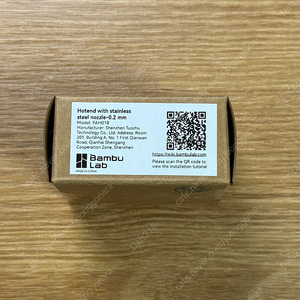 Hotend with stainless
steel nozzle-0.2 mm
Model: FAH018
Manufacturer: Shenzhen Tuozhu
Technology Co., Ltd. Address: Room
201, Building A, No. 1 First Qianwan
Road, Qianhai Shengang
Cooperation Zone, Shenzhen
Bambu
Lab
MADE IN CHINA
https://wiki.bambulab.com
Please scan the QR code to
view the installation tutorial